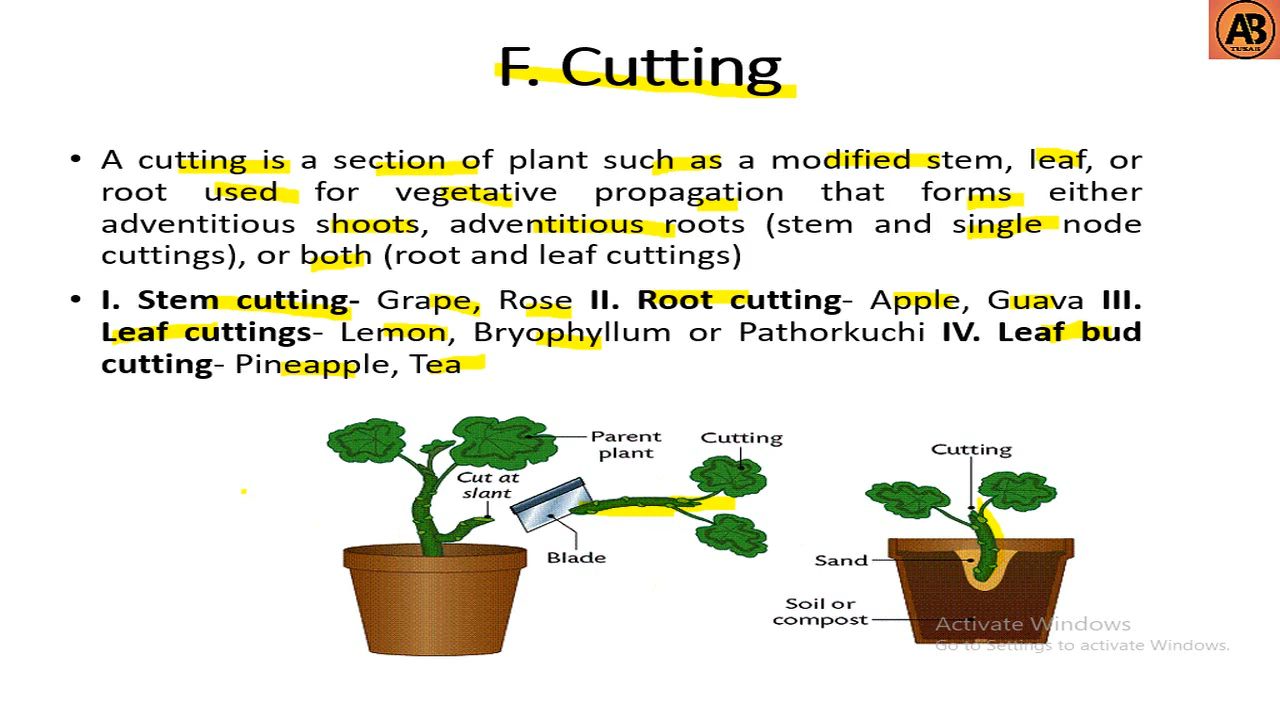 AB
TUKAR
F. Cutting
• A cutting is a section of plant such as a modified stem, leaf, or
root used for vegetative propagation that forms either
adventitious shoots, adventitious roots (stem and single node
cuttings), or both (root and leaf cuttings)
• I. Stem cutting- Grape, Rose II. Root cutting- Apple, Guava III.
Leaf cuttings- Lemon, Bryophyllum or Pathorkuchi IV. Leaf bud
cutting- Pineapple, Tea
Parent
plant
Cut at
slant
Blade
Cutting
Cutting
Sand
Soil or
compost
Activate Windows
Go to Settings to activate Windows.